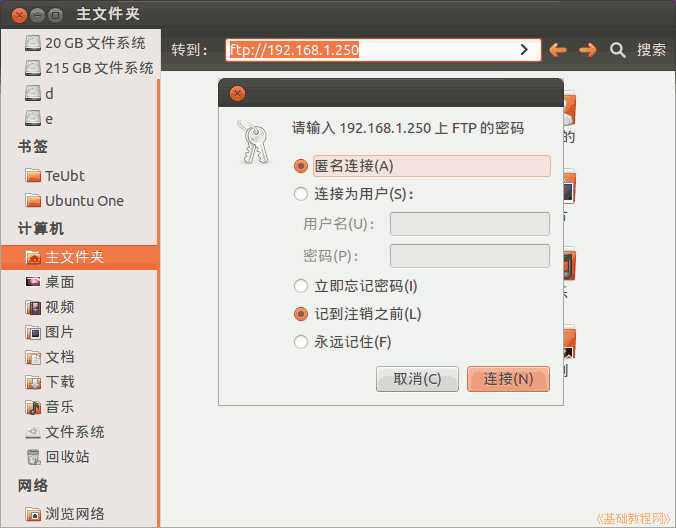 主文件夹
转到：
ftp://192.168.1.250
搜索
20 GB 文件系统
215 GB 文件系统
d
e
书签
TeUbt
Ubuntu One
计算机
主文件夹
桌面
视频
图片
文档
下载
音乐
文件系统
回收站
网络
浏览网络
请输入 192.168.1.250 上 FTP 的密码
匿名连接(A)
连接为用户(S)：
用户名(U)：
密码(P)：
立即忘记密码(I)
记到注销之前(L)
永远记住(F)
取消(C)
连接(N)
的
《基础教程网》